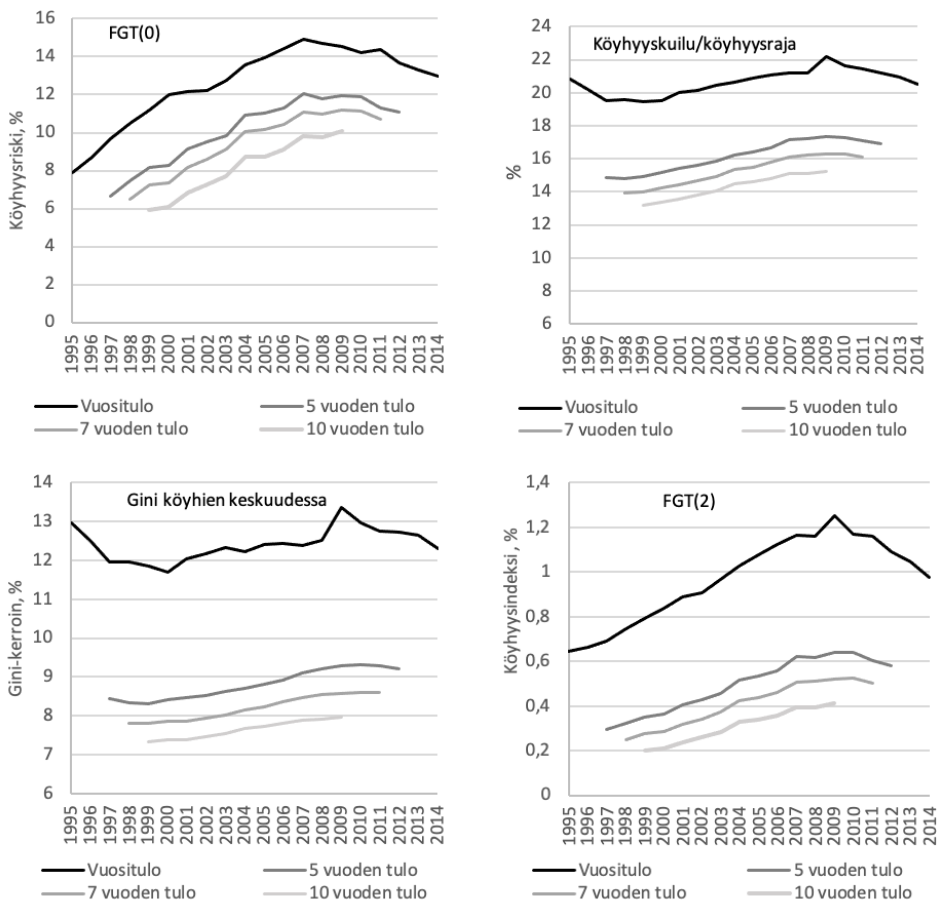 FGT(0)
Köyhyysriski, %
16
14
12
10
8
6
4
2
0
1995 1996 1997 1998 1999 2000 2001 2002 2003 2004 2005 2006 2007 2008 2009 2010 2011 2012 2013 2014
Vuositulo 5 vuoden tulo
7 vuoden tulo 10 vuoden tulo
Köyhyyskuilu/köyhyysraja
%
24
22
20
18
16
14
12
10
8
6
1995 1996 1997 1998 1999 2000 2001 2002 2003 2004 2005 2006 2007 2008 2009 2010 2011 2012 2013 2014
Vuositulo 5 vuoden tulo
7 vuoden tulo 10 vuoden tulo
Gini köyhien keskuudessa
Gini-kerroin, %
14
13
12
11
10
9
8
7
6
1995 1996 1997 1998 1999 2000 2001 2002 2003 2004 2005 2006 2007 2008 2009 2010 2011 2012 2013 2014
Vuositulo 5 vuoden tulo
7 vuoden tulo 10 vuoden tulo
FGT(2)
Köyhyysindeksi, %
1,4
1,2
1
0,8
0,6
0,4
0,2
0
1995 1996 1997 1998 1999 2000 2001 2002 2003 2004 2005 2006 2007 2008 2009 2010 2011 2012 2013 2014
Vuositulo 5 vuoden tulo
7 vuoden tulo 10 vuoden tulo